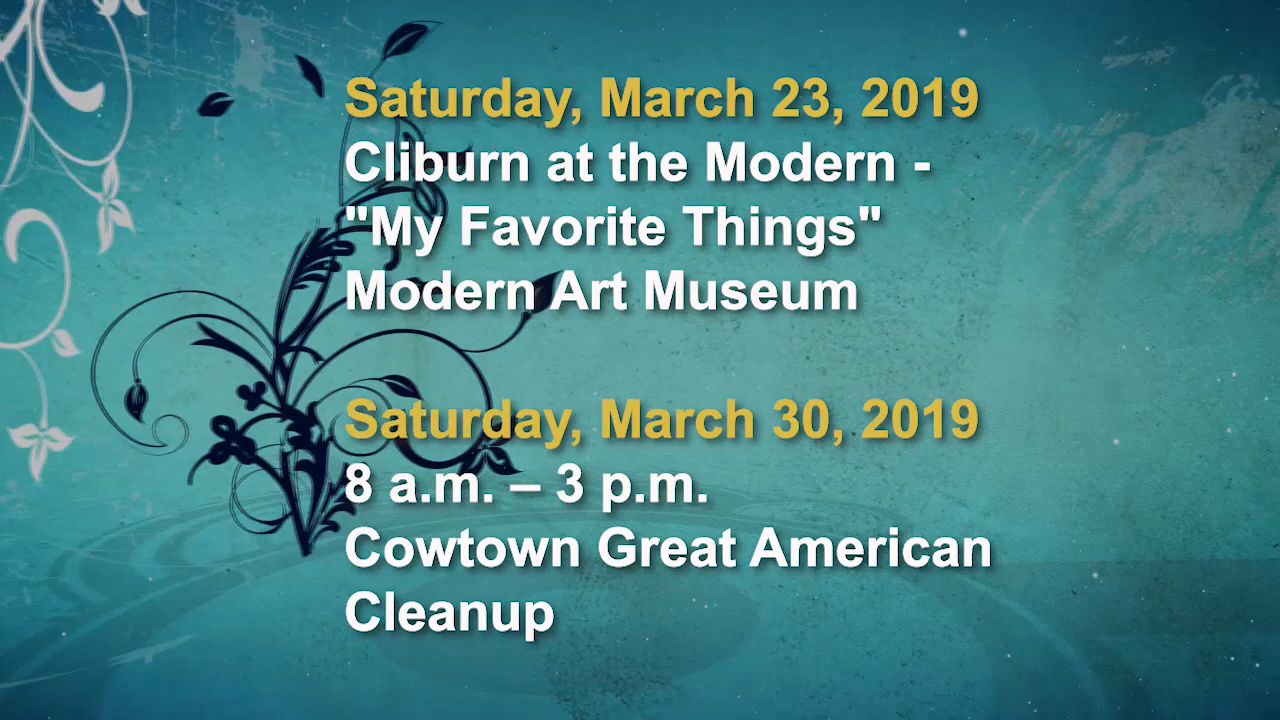 Saturday, March 23, 2019
Cliburn at the Modern -
"My Favorite Things"
Modern Art Museum
Saturday, March 30, 2019
8 a.m. – 3 p.m.
Cowtown Great American
Cleanup